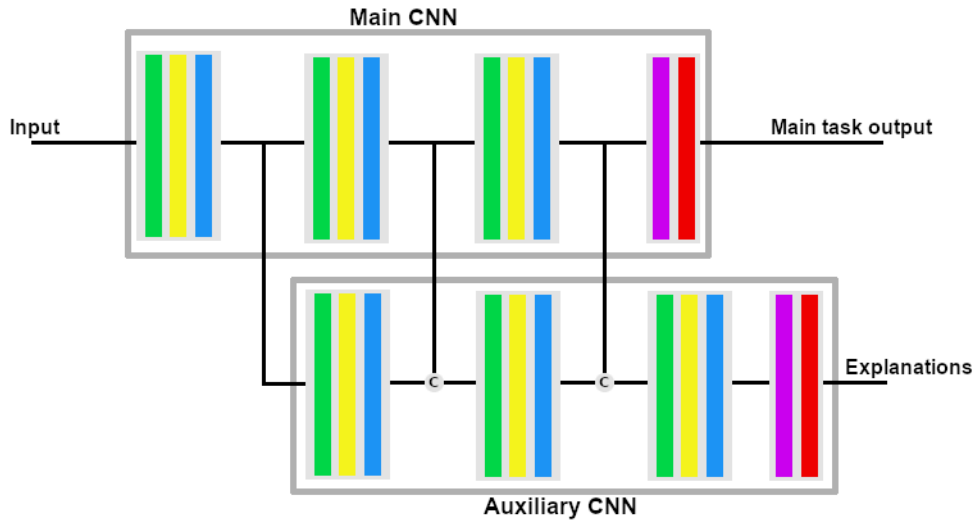 Main CNN
Input
Main task output
C
C
Explanations
Auxiliary CNN